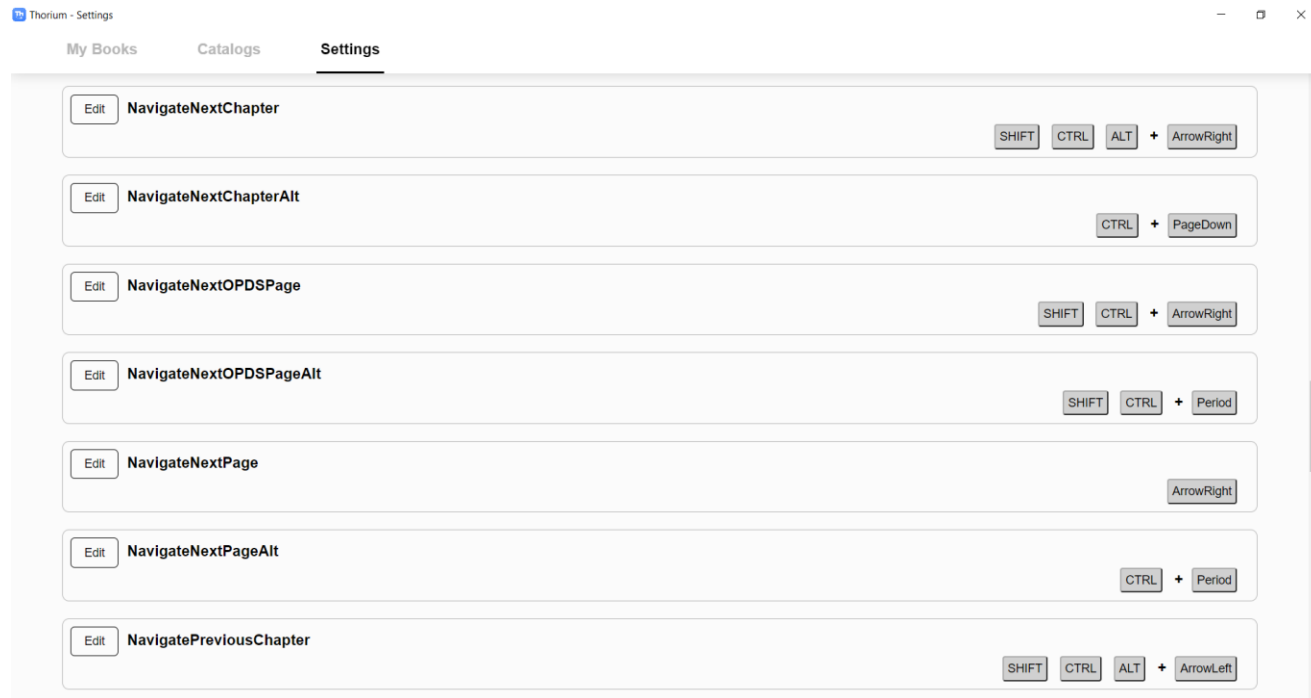 Thorium - Settings
My Books Catalogs Settings
Edit NavigateNextChapter
SHIFT CTRL ALT + ArrowRight
Edit NavigateNextChapterAlt
CTRL + PageDown
Edit NavigateNextOPDSPage
SHIFT CTRL + ArrowRight
Edit NavigateNextOPDSPageAlt
SHIFT CTRL + Period
Edit NavigateNextPage
ArrowRight
Edit NavigateNextPageAlt
CTRL + Period
Edit NavigatePreviousChapter
SHIFT CTRL ALT + ArrowLeft